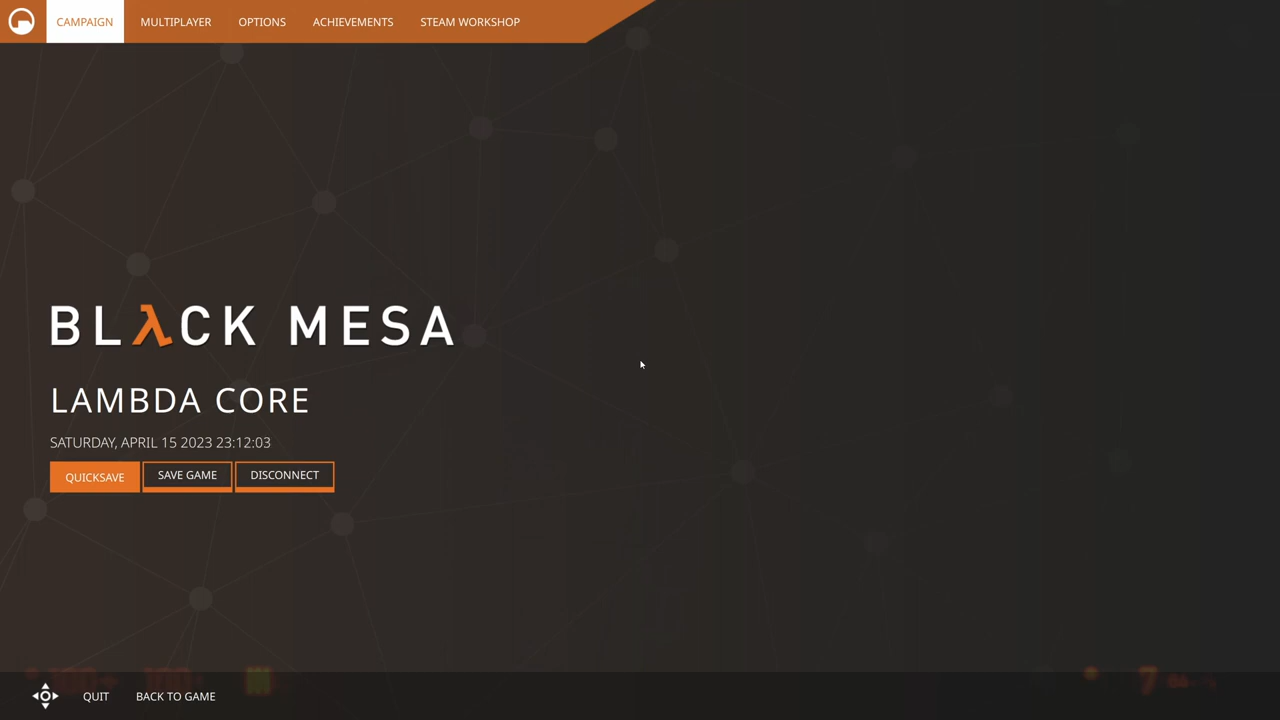 CAMPAIGN MULTIPLAYER OPTIONS ACHIEVEMENTS STEAM WORKSHOP
BLΛCK MESA
LAMBDA CORE
SATURDAY, APRIL 15 2023 23:12:03
QUICKSAVE SAVE GAME DISCONNECT
QUIT BACK TO GAME